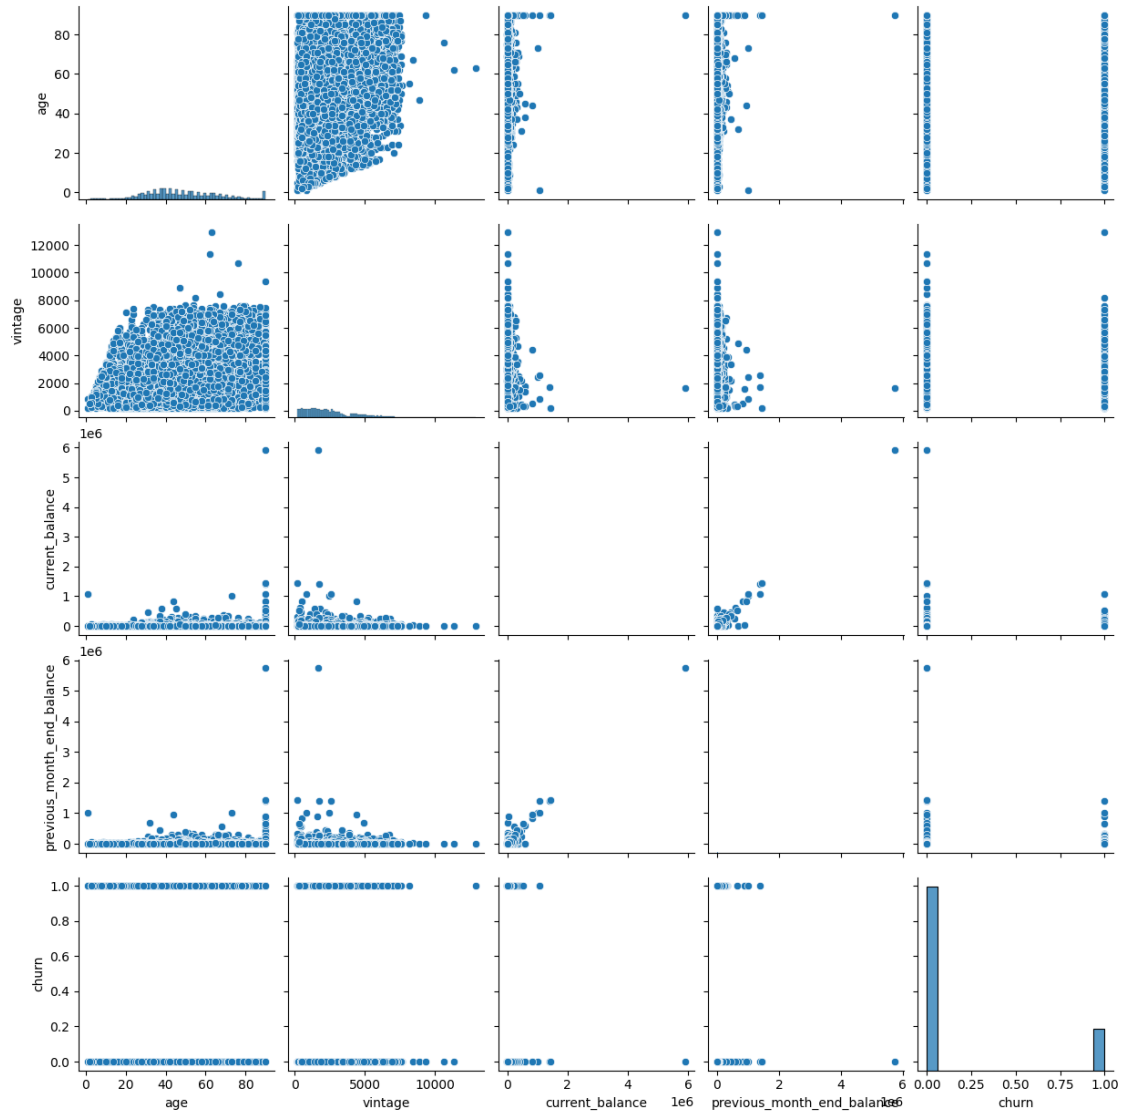 80
60
40
20
0
age
12000
10000
8000
6000
4000
2000
0
vintage
1e6
6
5
4
3
2
1
0
current_balance
1e6
6
5
4
3
2
1
0
previous_month_end_balance
1.0
0.8
0.6
0.4
0.2
0.0
churn
0 20 40 60 80
0 5000 10000
0 2 4 6
0 2 4 6
0.00 0.25 0.50 0.75 1.00
age
vintage
current_balance 1e6
previous_month_end_balance 1e6
churn